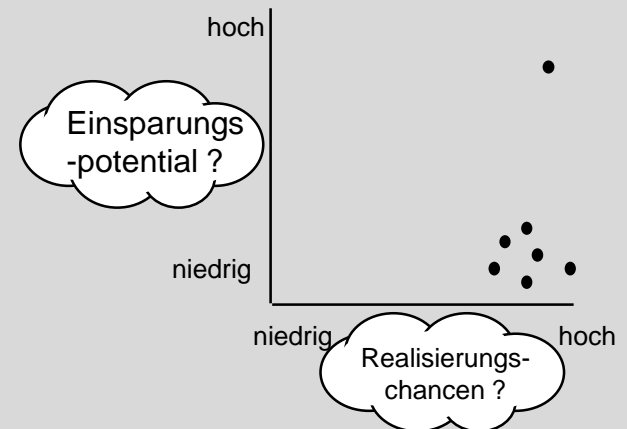 hoch
Einsparungs
-potential ?
niedrig
niedrig
hoch
Realisierungs-
chancen ?